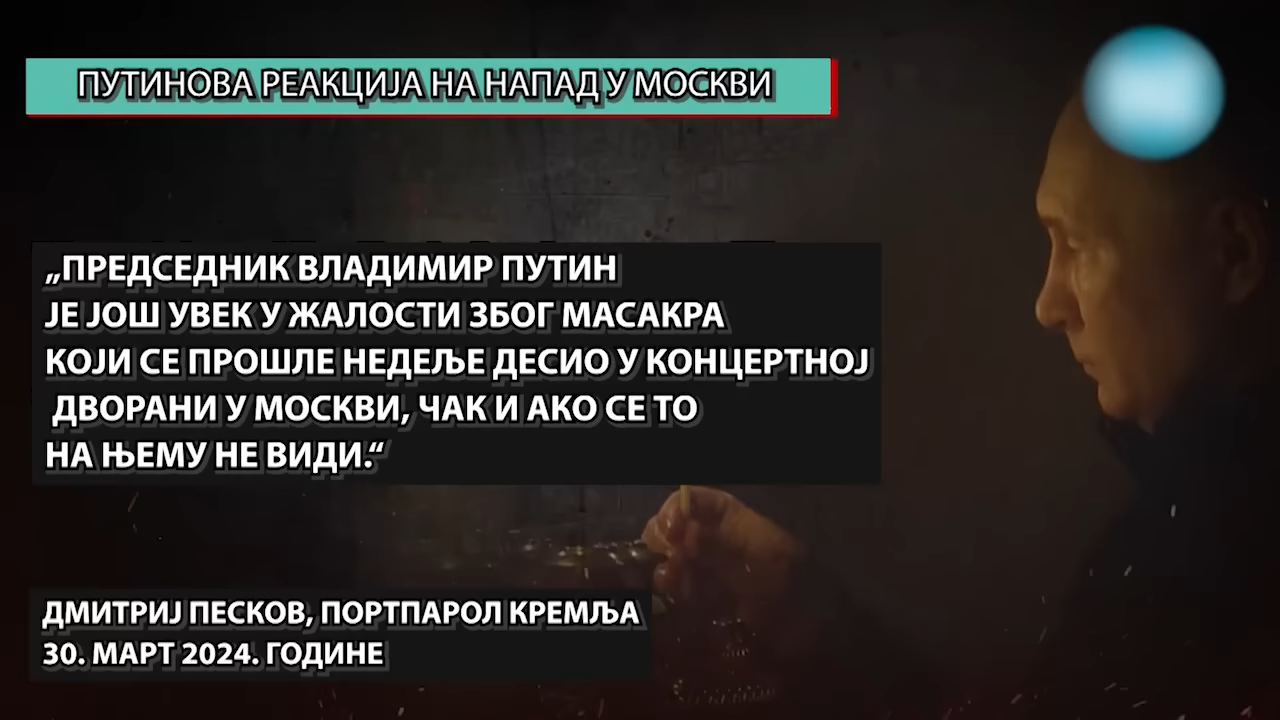 ПУТИНОВА РЕАКЦИЈА НА НАПАД У МОСКВИ
„ПРЕДСЕДНИК ВЛАДИМИР ПУТИН
ЈЕ ЈОШ УВЕК У ЖАЛОСТИ ЗБОГ МАСАКРА
КОЈИ СЕ ПРОШЛЕ НЕДЕЉЕ ДЕСИО У КОНЦЕРТНОЈ
ДВОРАНИ У МОСКВИ, ЧАК И АКО СЕ ТО
НА ЊЕМУ НЕ ВИДИ.“
ДМИТРИЈ ПЕСКОВ, ПОРТПАРОЛ КРЕМЉА
30. МАРТ 2024. ГОДИНЕ